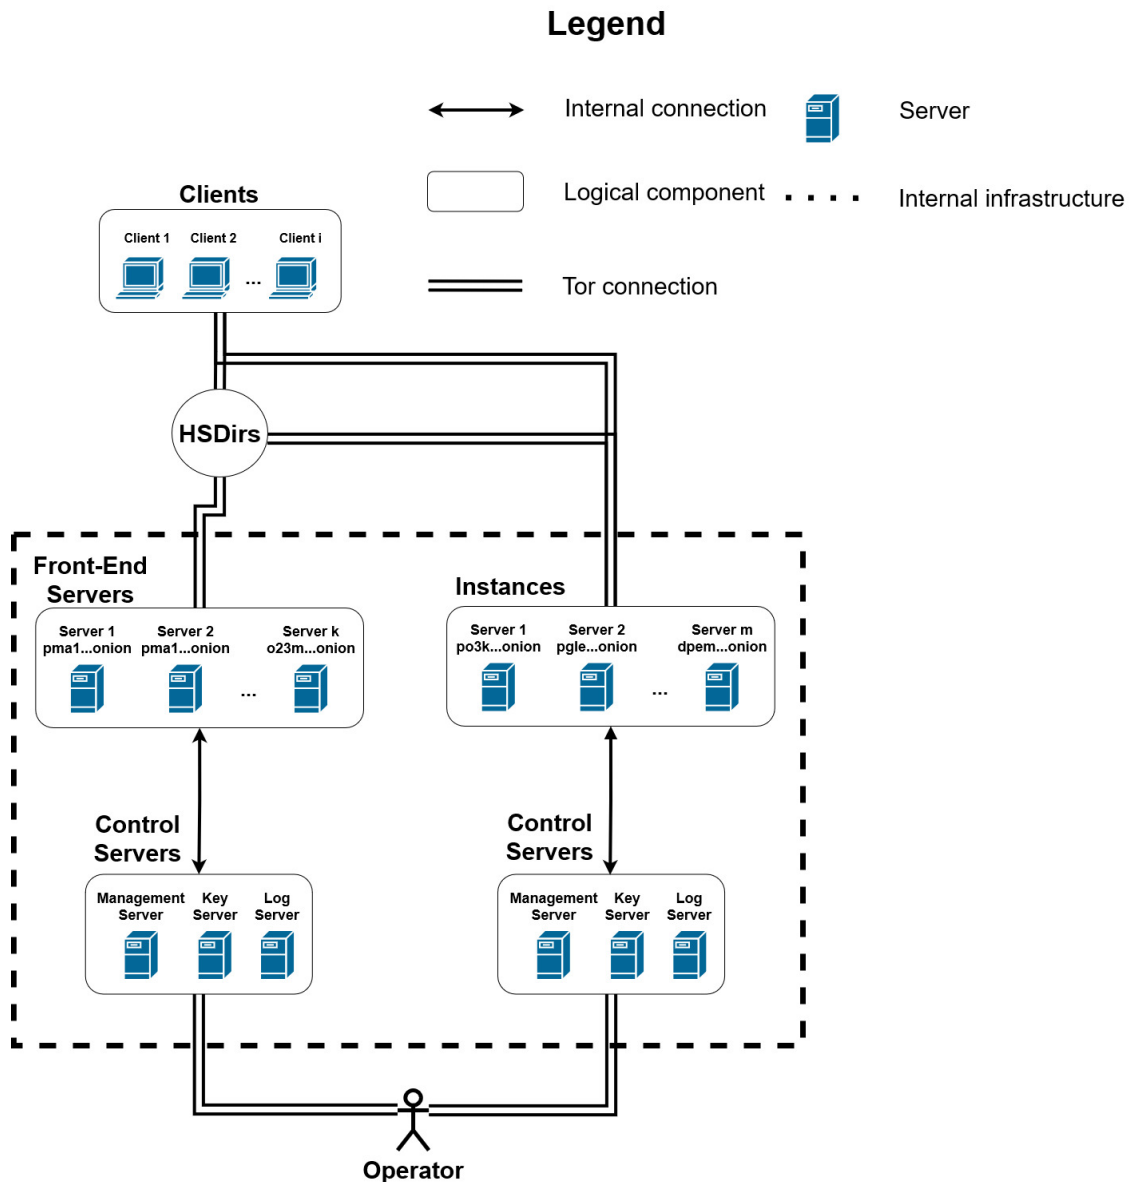 Legend
Internal connection
Server
Logical component
Internal infrastructure
Tor connection
Clients
Client 1
Client 2
...
Client i
HSDirs
Front-End
Servers
Server 1
pma1...onion
Server 2
pma1...onion
...
Server k
o23m...onion
Instances
Server 1
po3k...onion
Server 2
pgle...onion
...
Server m
dpem...onion
Control
Servers
Management
Server
Key
Server
Log
Server
Control
Servers
Management
Server
Key
Server
Log
Server
Operator